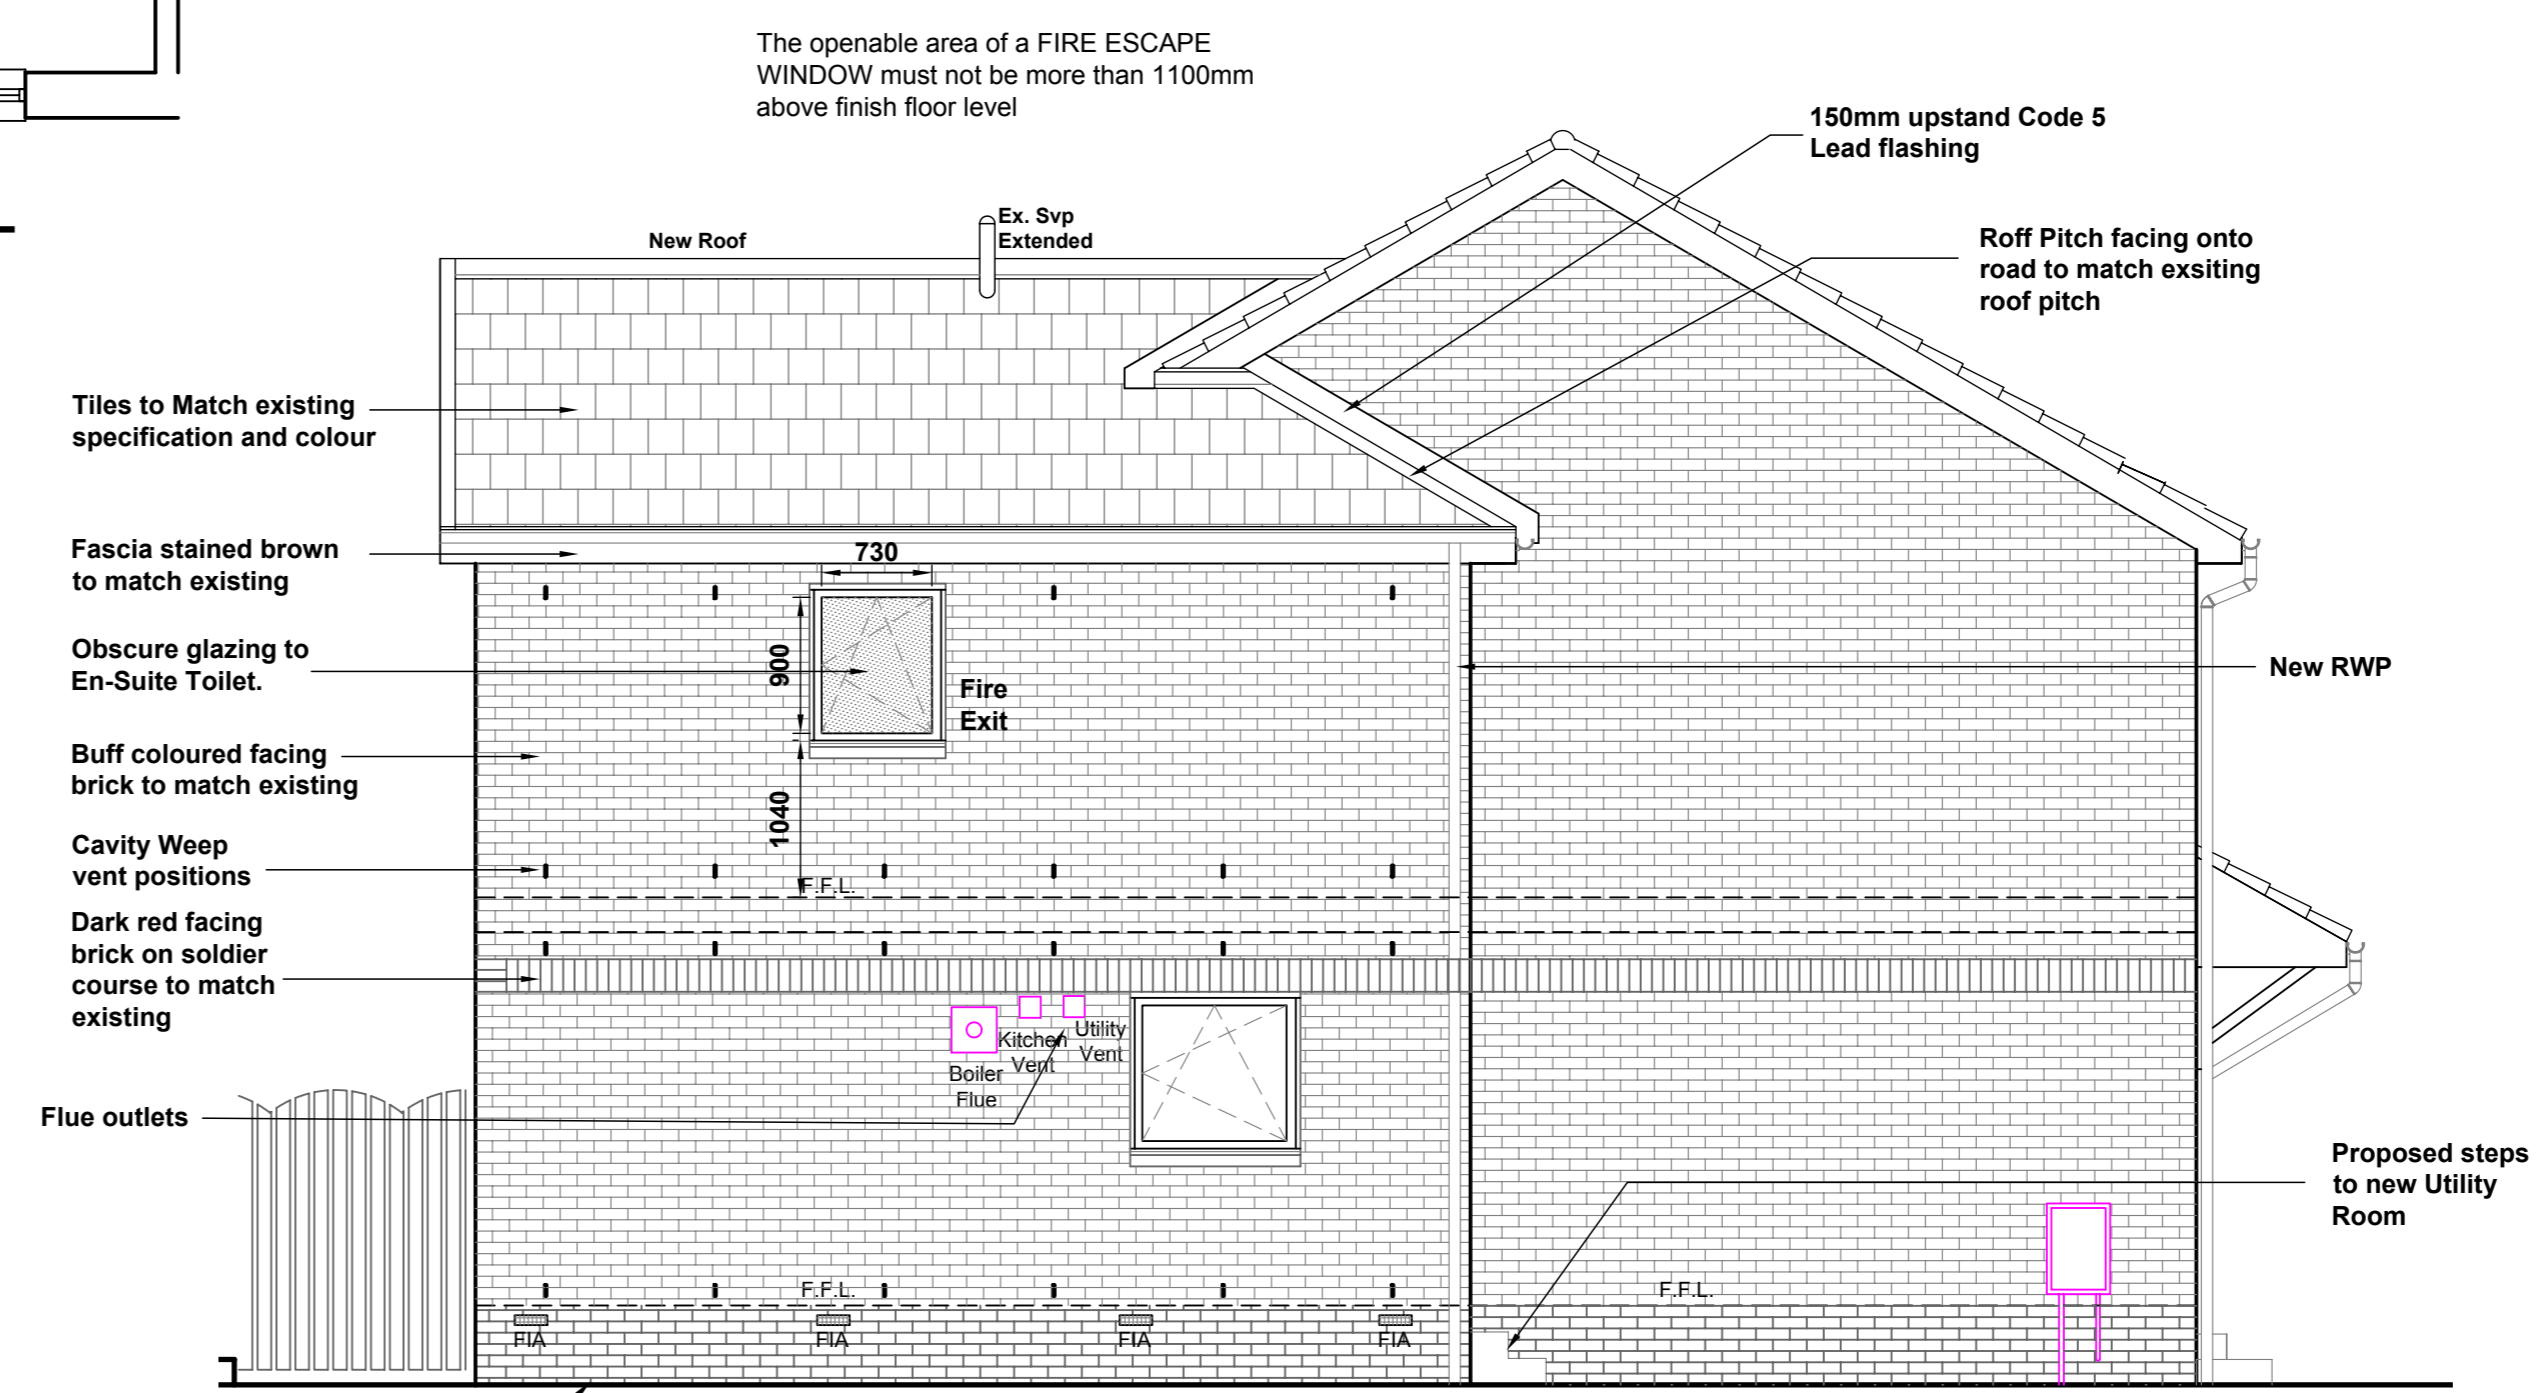 The openable area of a FIRE ESCAPE
WINDOW must not be more than 1100mm
above finish floor level
150mm upstand Code 5
Lead flashing
Ex. Svp
Extended
New Roof
Roff Pitch facing onto
road to match exsiting
roof pitch
Tiles to Match existing
specification and colour
Fascia stained brown
to match existing
730
Obscure glazing to
En-Suite Toilet.
900
Fire
Exit
New RWP
Buff coloured facing
brick to match existing
1040
Cavity Weep
vent positions
F.F.L.
Dark red facing
brick on soldier
course to match
existing
Kitchen
Vent
Utility
Vent
Boiler
Flue
Flue outlets
Proposed steps
to new Utility
Room
F.F.L.
F.F.L.
FIA
FIA
FIA
FIA